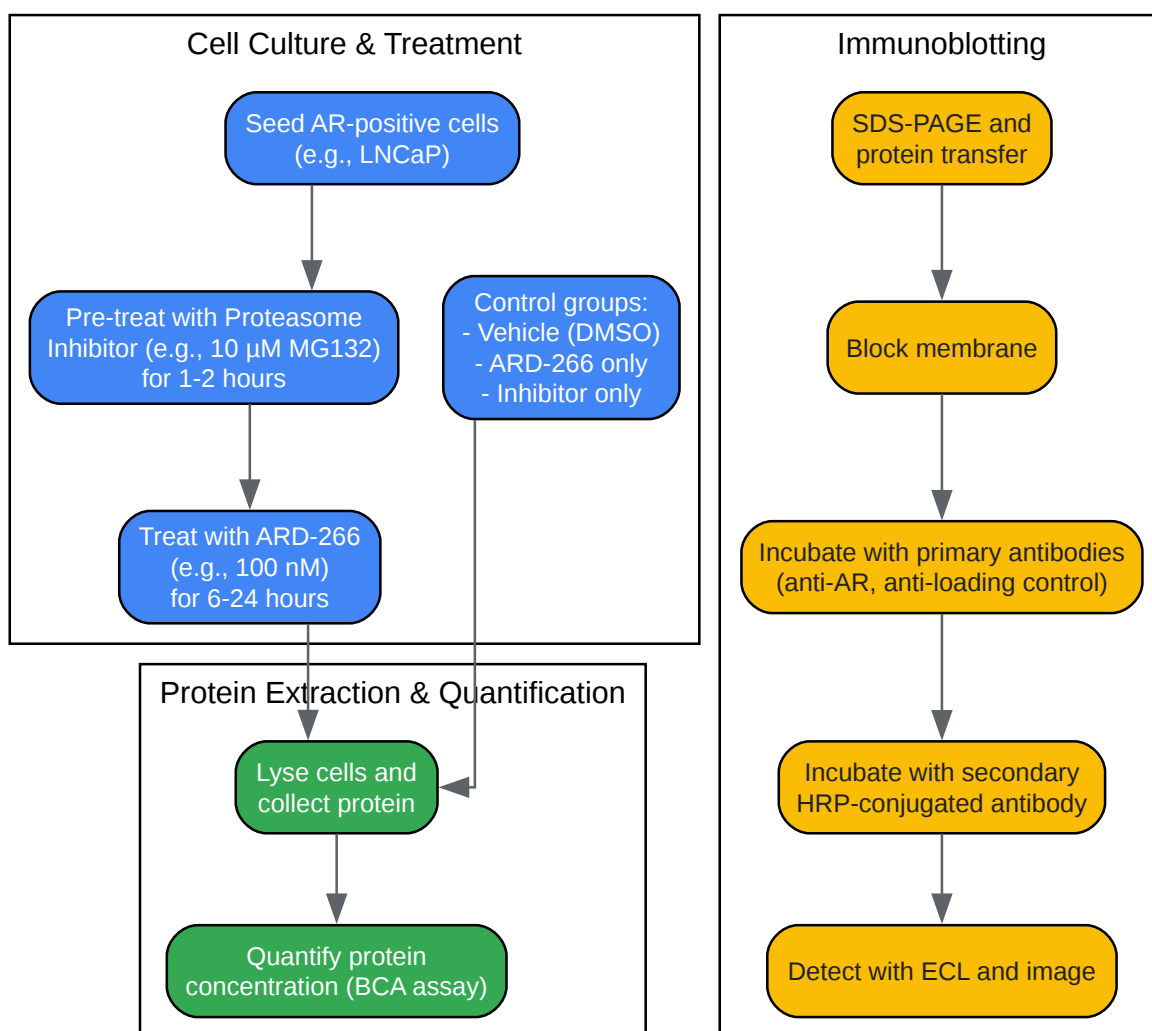 Cell Culture & Treatment
Seed AR-positive cells
(e.g., LNCaP)
Pre-treat with Proteasome
Inhibitor (e.g., 10 µM MG132)
for 1-2 hours
Control groups:
- Vehicle (DMSO)
- ARD-266 only
- Inhibitor only
Treat with ARD-266
(e.g., 100 nM)
for 6-24 hours
Protein Extraction & Quantification
Lyse cells and
collect protein
Quantify protein
concentration (BCA assay)
Immunoblotting
SDS-PAGE and
protein transfer
Block membrane
Incubate with primary antibodies
(anti-AR, anti-loading control)
Incubate with secondary
HRP-conjugated antibody
Detect with ECL and image